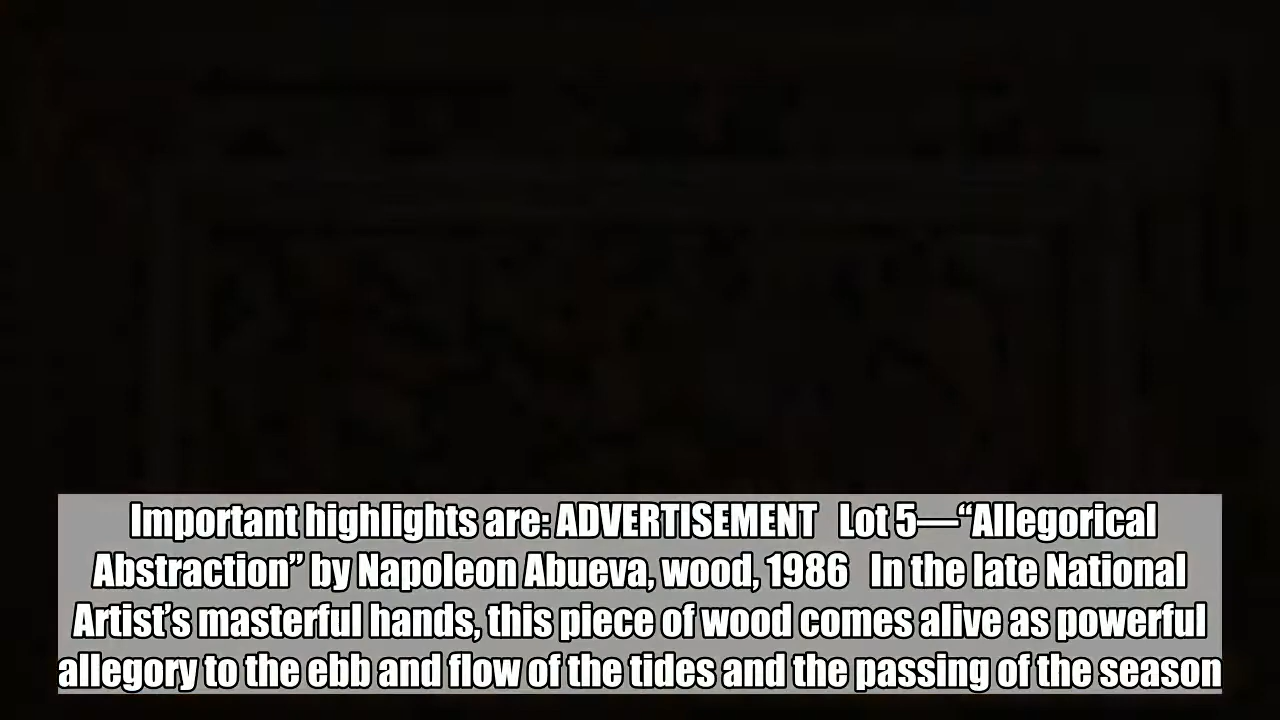 Important highlights are: ADVERTISEMENT   Lot 5—“Allegorical
Abstraction” by Napoleon Abueva, wood, 1986   In the late National
Artist’s masterful hands, this piece of wood comes alive as powerful
allegory to the ebb and flow of the tides and the passing of the season